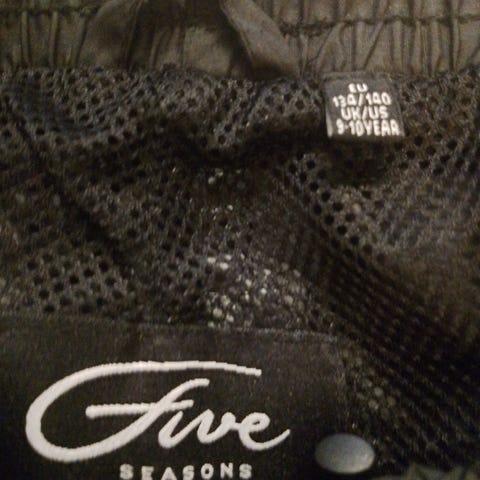 EU
134/140
UK/US
9-10YEAR
Five
SEASONS